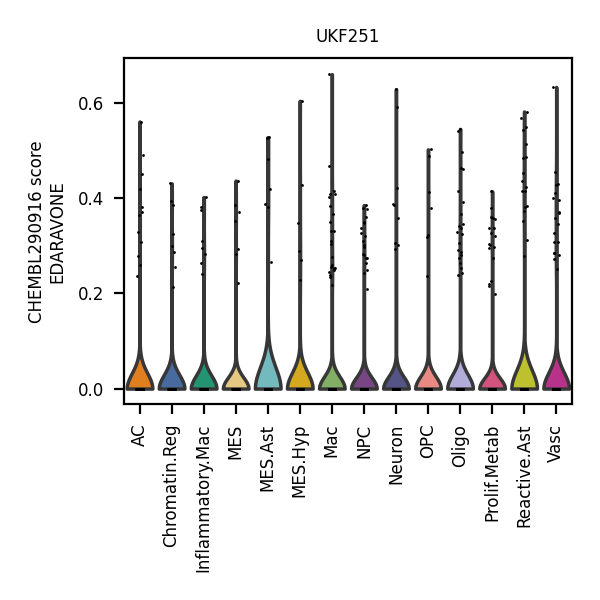 UKF251
CHEMBL290916 score
EDARAVONE
0.6
0.4
0.2
0.0
AC
Chromatin.Reg
Inflammatory.Mac
MES
MES.Ast
MES.Hyp
Mac
NPC
Neuron
OPC
Oligo
Prolif.Metab
Reactive.Ast
Vasc